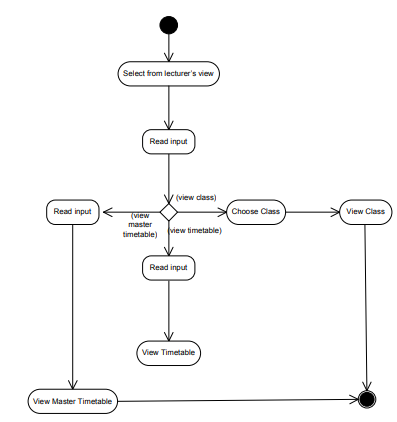 Select from lecturer's view
Read input
(view class)
Read input
(view
master
timetable)
(view timetable)
Choose Class
View Class
Read input
View Timetable
View Master Timetable